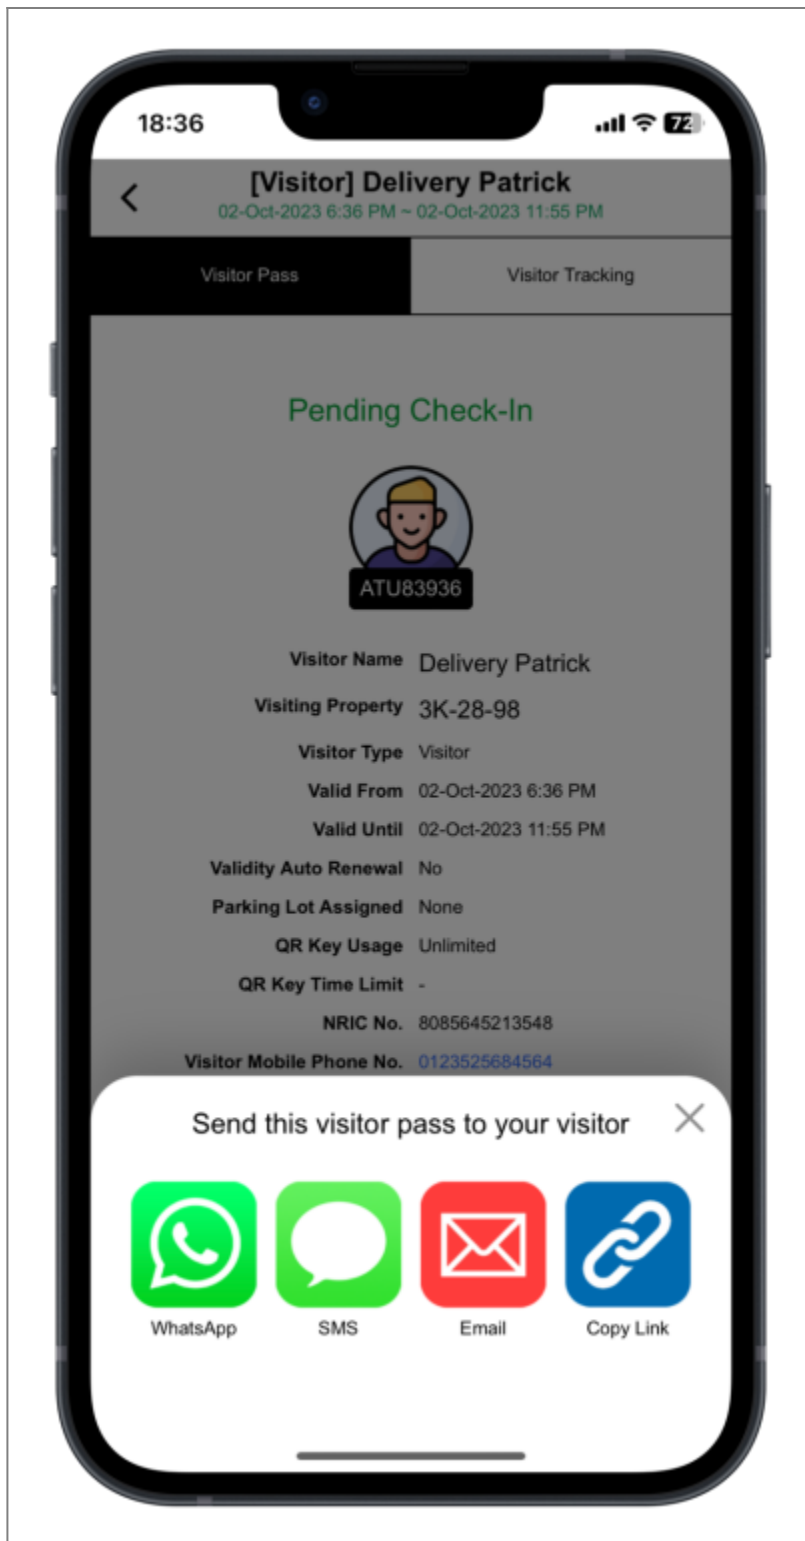 18:36
72
[Visitor] Delivery Patrick
02-Oct-2023 6:36 PM ~ 02-Oct-2023 11:55 PM
Visitor Pass Visitor Tracking
Pending Check-In
ATU83936
Visitor Name Delivery Patrick
Visiting Property 3K-28-98
Visitor Type Visitor
Valid From 02-Oct-2023 6:36 PM
Valid Until 02-Oct-2023 11:55 PM
Validity Auto Renewal No
Parking Lot Assigned None
QR Key Usage Unlimited
QR Key Time Limit -
NRIC No. 8085645213548
Visitor Mobile Phone No. 0123525684564
Send this visitor pass to your visitor
WhatsApp SMS Email Copy Link